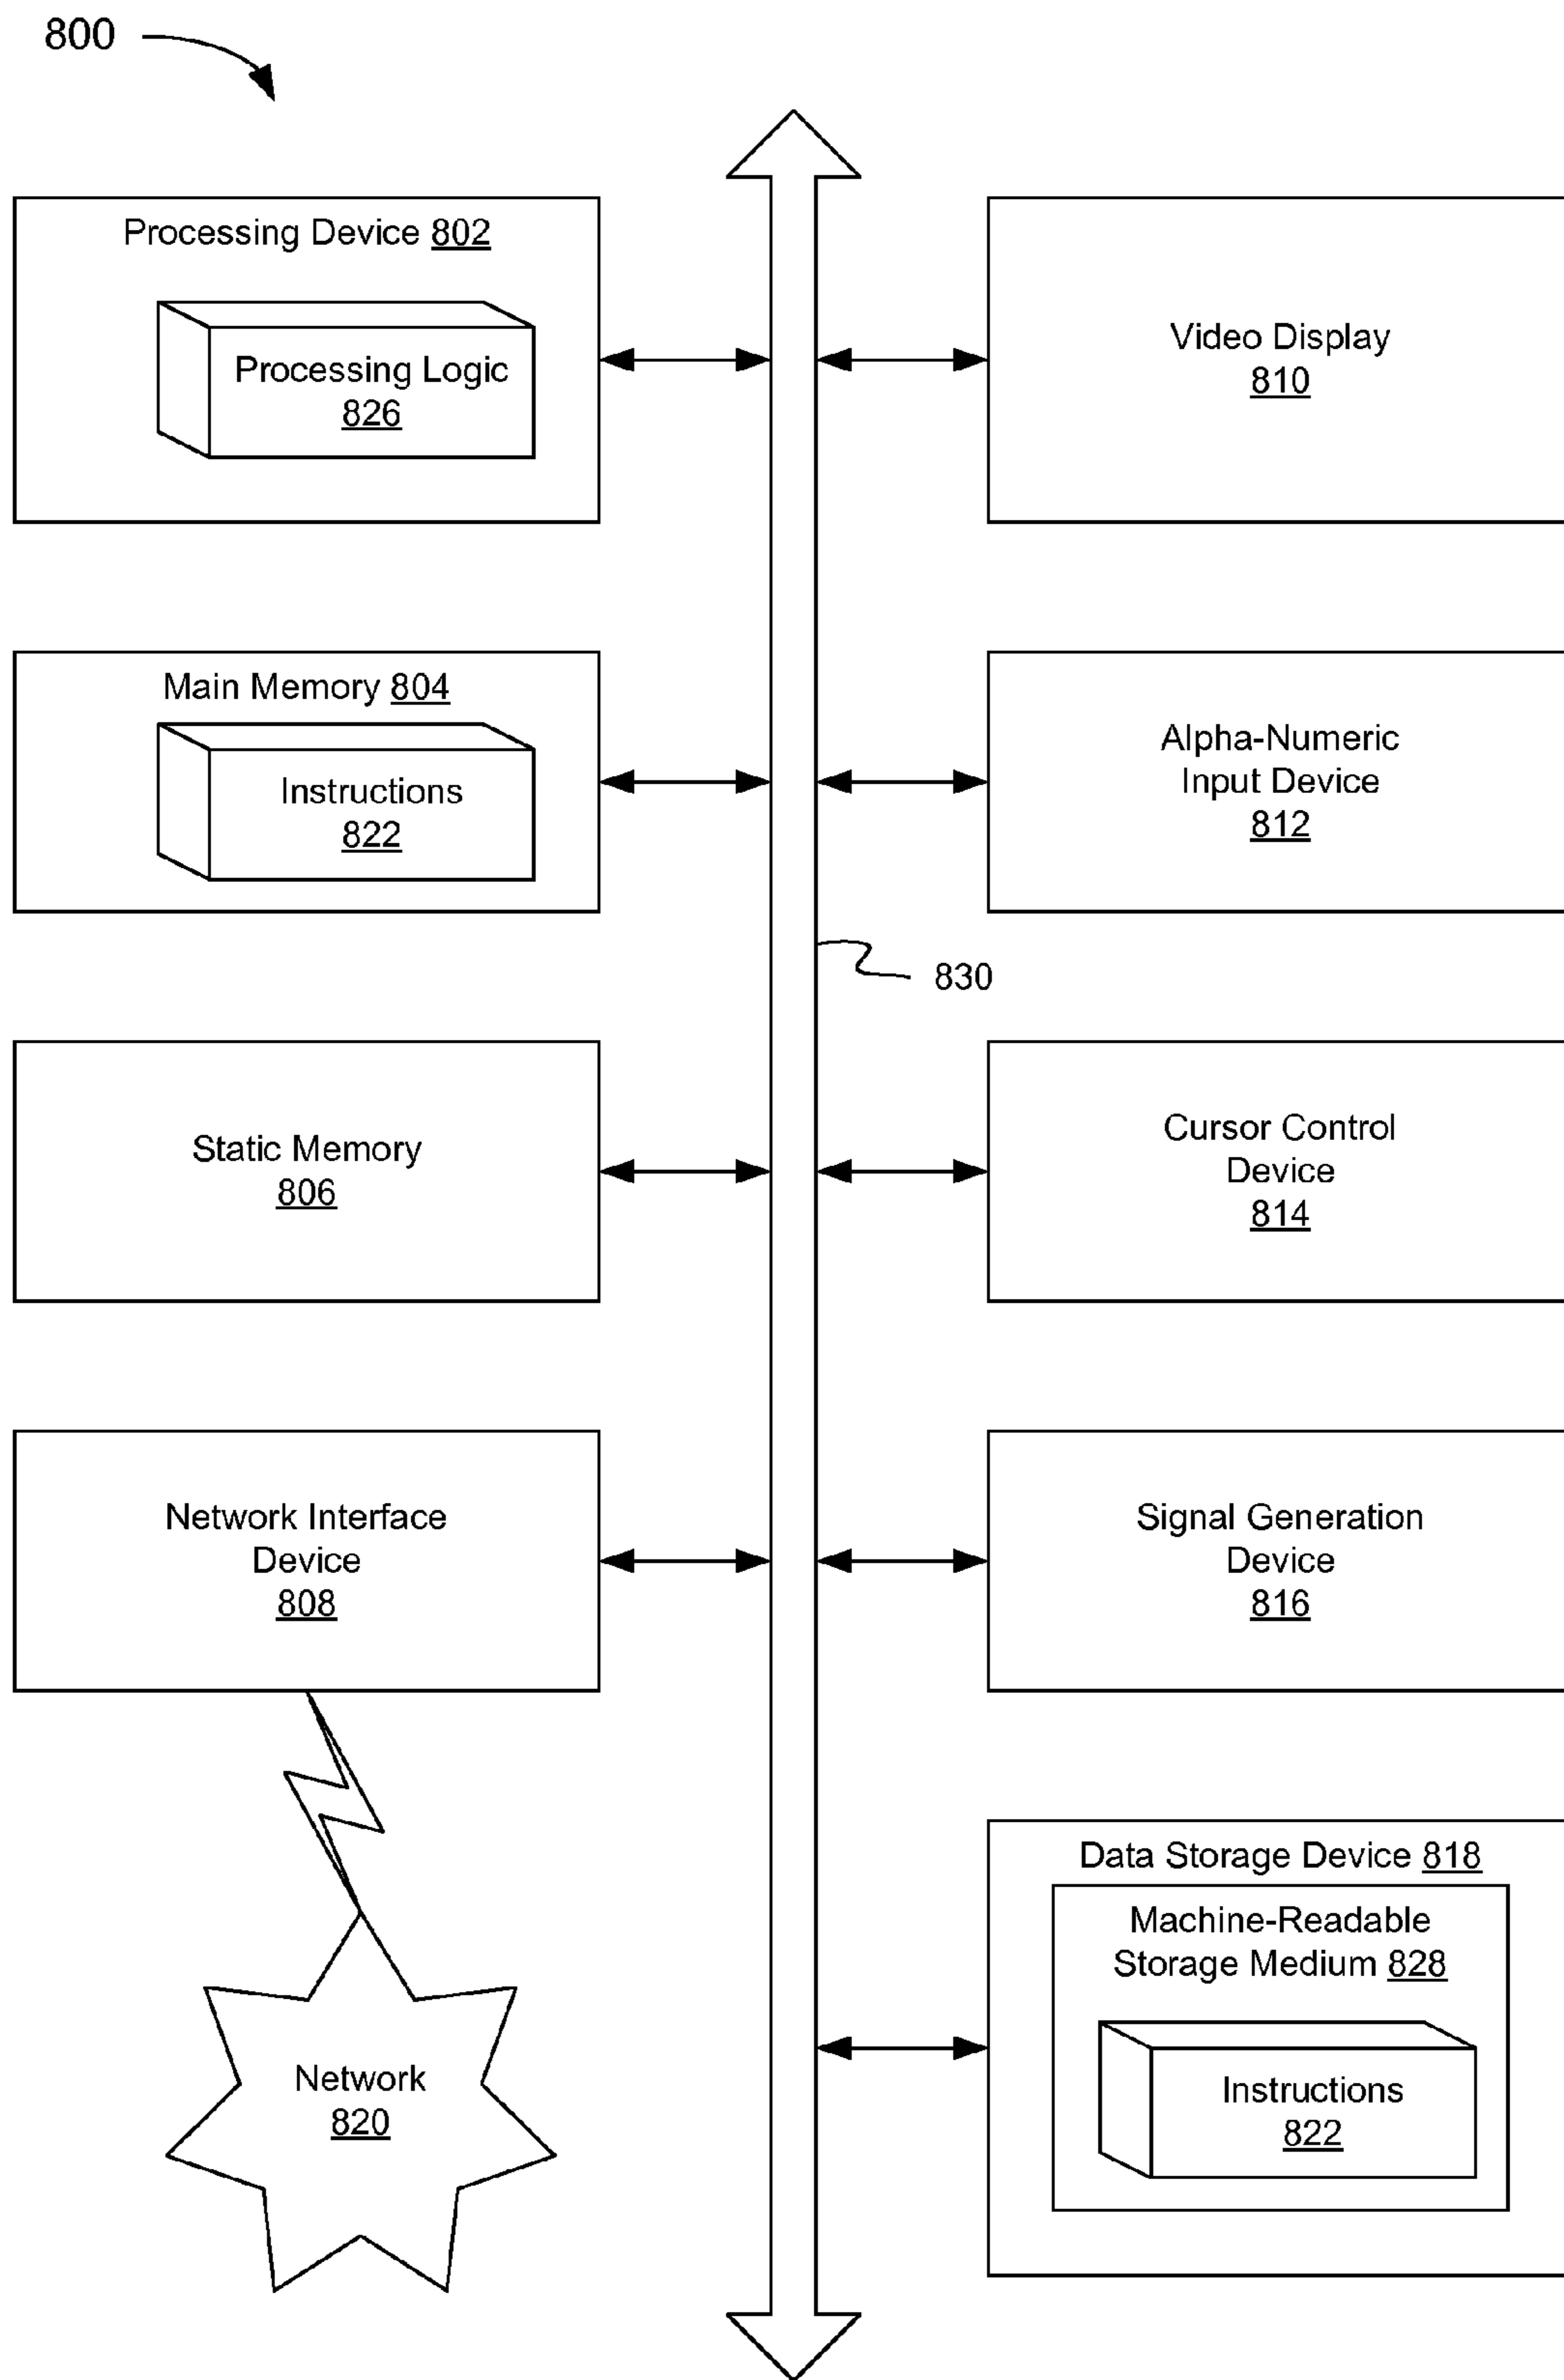 800
Processing Device 802
Processing Logic
826
Video Display
810
Main Memory 804
Instructions
822
Alpha-Numeric
Input Device
812
830
Static Memory
806
Cursor Control
Device
814
Network Interface
Device
808
Signal Generation
Device
816
Data Storage Device 818
Machine-Readable
Storage Medium 828
Instructions
822
Network
820